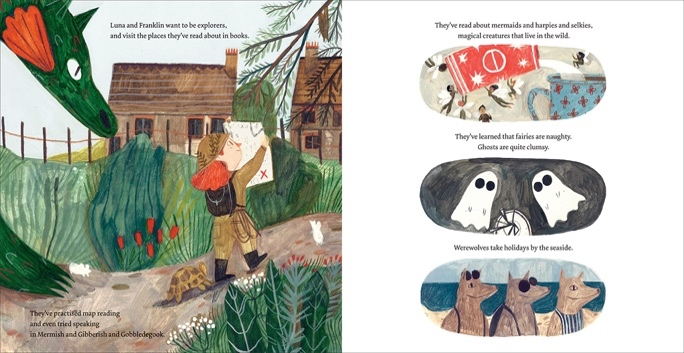 Luna and Franklin want to be explorers,
and visit the places they've read about in books.
They've practised map reading
and even tried speaking
in Mermish and Gibberish and Gobbledegook.
They've read about mermaids and harpies and selkies,
magical creatures that live in the wild.
They've learned that fairies are naughty.
Ghosts are quite clumsy.
Werewolves take holidays by the seaside.